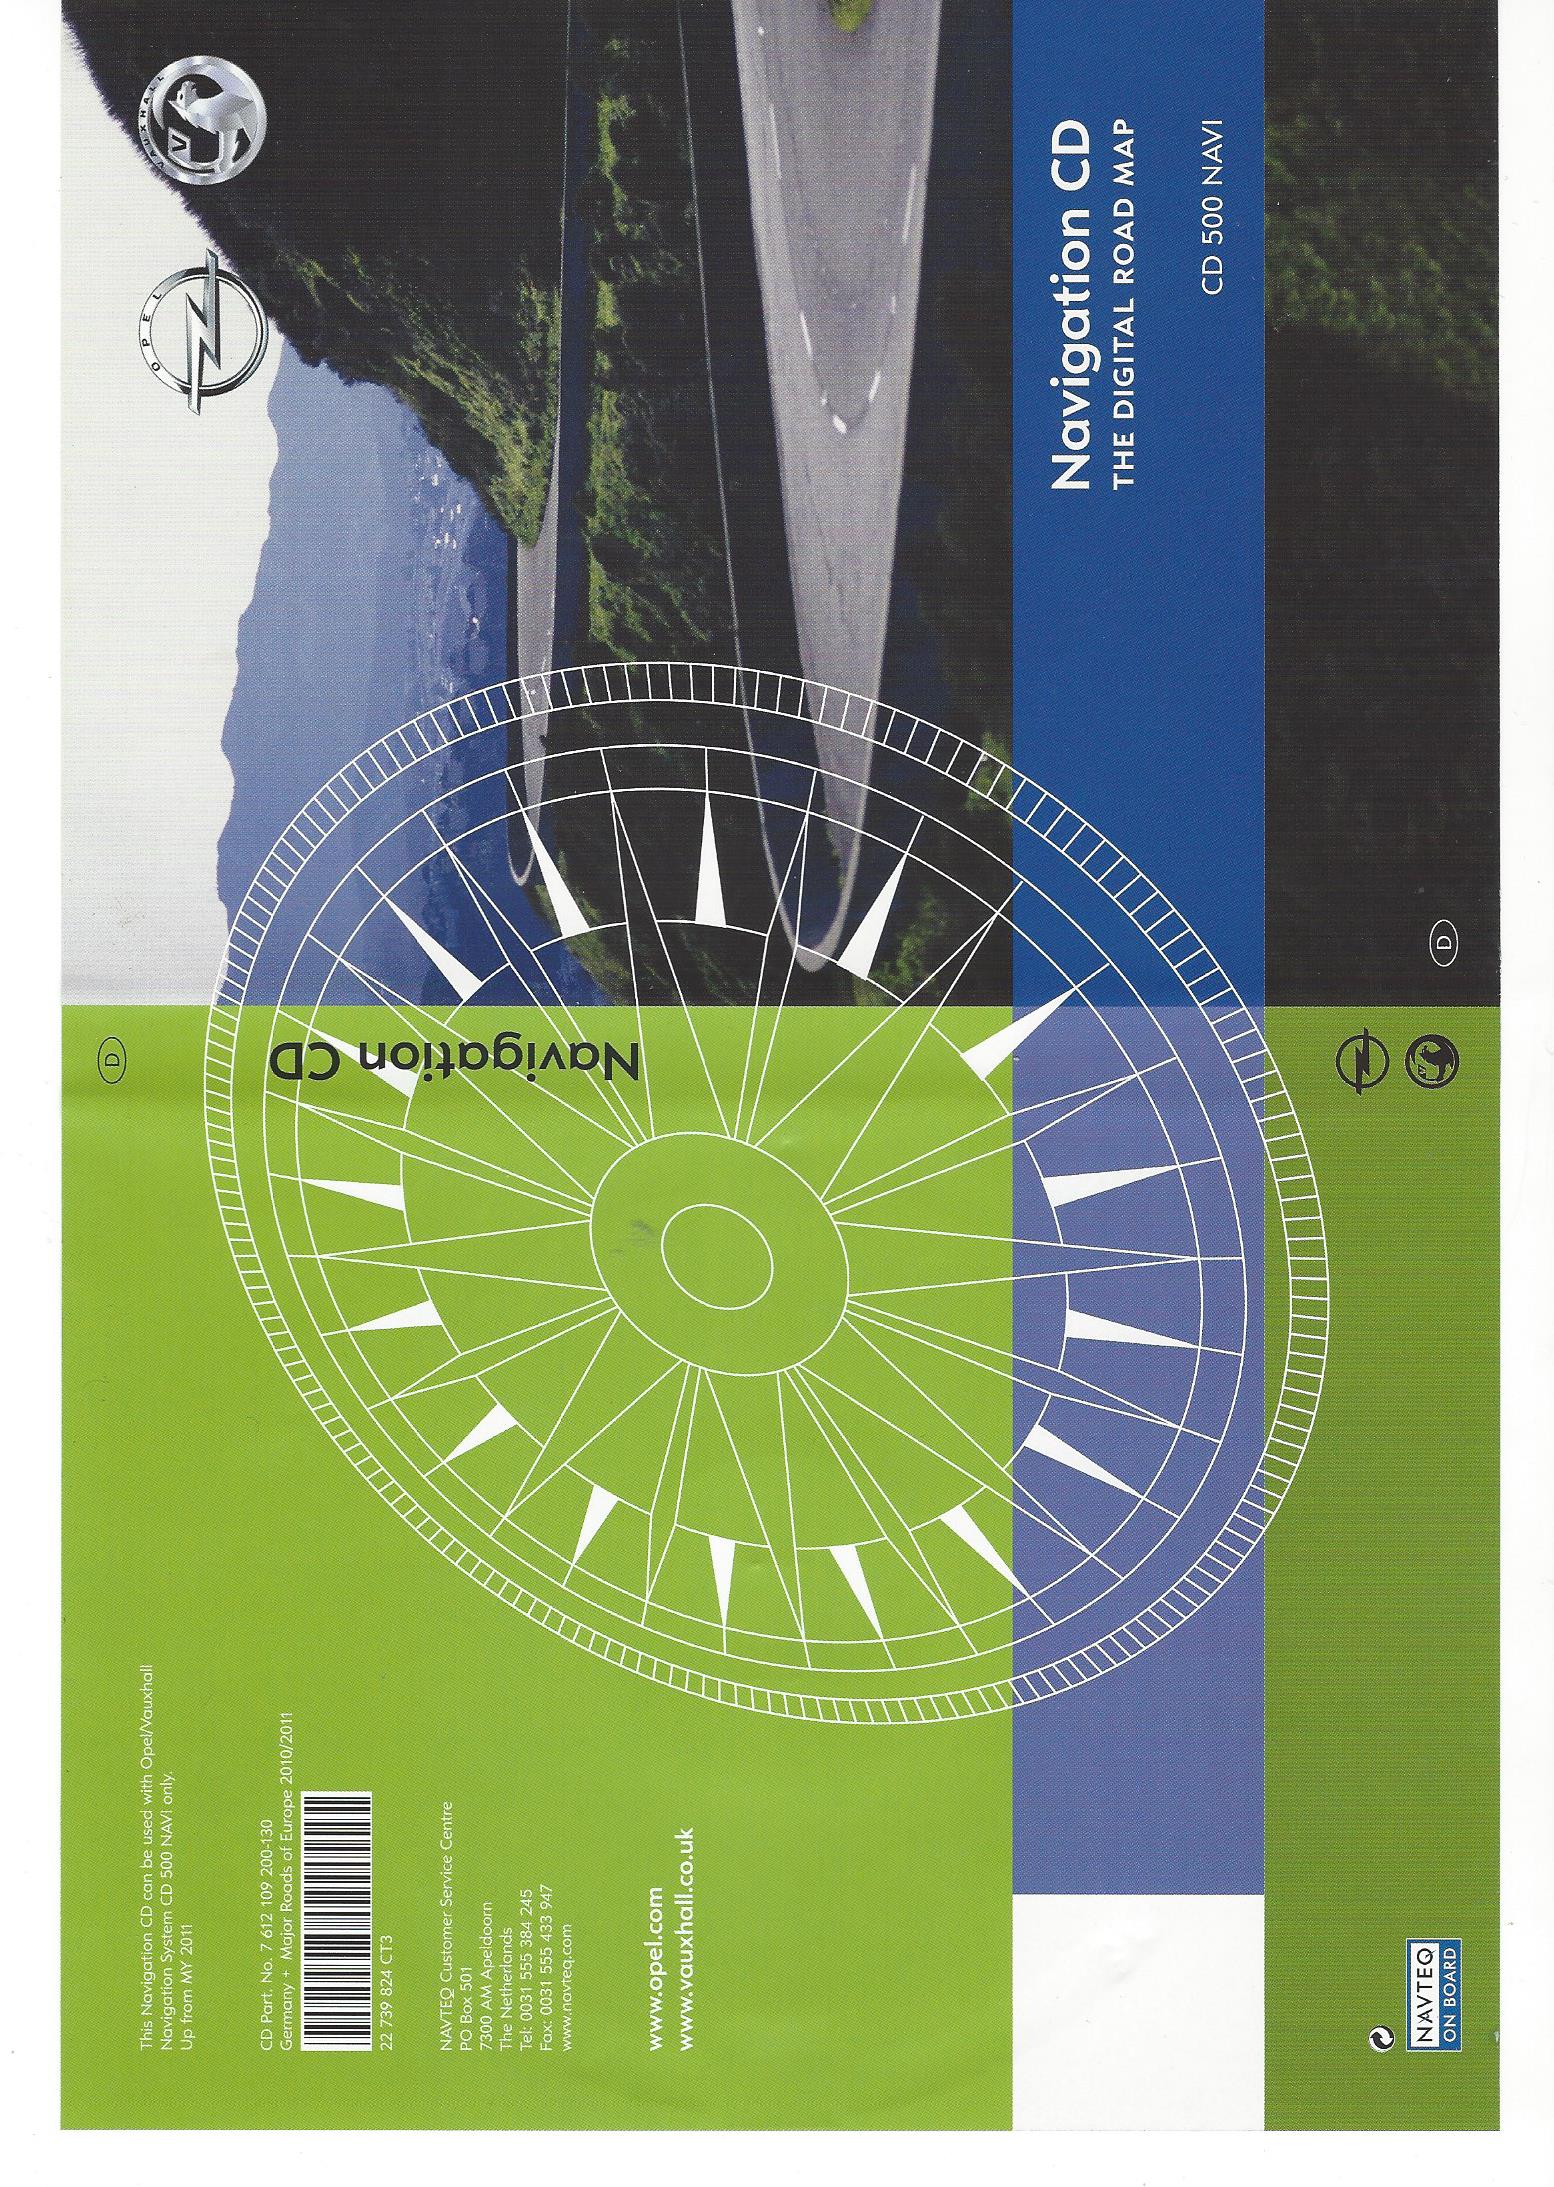 VAUXHALL
OPEL
Navigation CD
THE DIGITAL ROAD MAP
CD 500 NAVI
D
D
Navigation CD
This Navigation CD can be used with Opel/Vauxhall
Navigation System CD 500 NAVi only.
Up from MY 2011
CD Part. No. 7 612 109 200-130
Germany + Major Roads of Europe 2010/2011
22 739 824 CT3
NAVTEQ Customer Service Centre
PO Box 501
7300 AM Apeldoorn
The Netherlands
Tel: 0031 555 384 245
Fax: 0031 555 433 947
www.navteq.com
www.opel.com
www.vauxhall.co.uk
NAVTEQ
ON BOARD